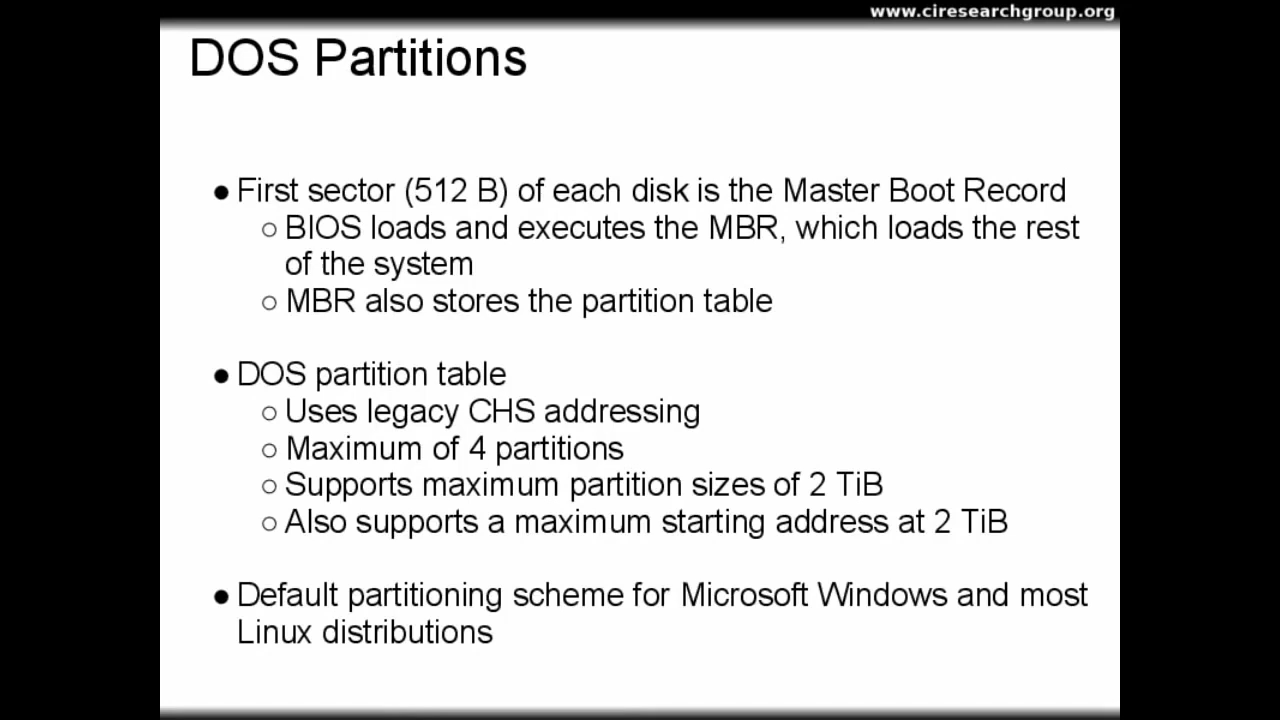 www.ciresearchgroup.org
DOS Partitions
● First sector (512 B) of each disk is the Master Boot Record
○ BIOS loads and executes the MBR, which loads the rest
of the system
○ MBR also stores the partition table
● DOS partition table
○ Uses legacy CHS addressing
○ Maximum of 4 partitions
○ Supports maximum partition sizes of 2 TiB
○ Also supports a maximum starting address at 2 TiB
● Default partitioning scheme for Microsoft Windows and most
Linux distributions